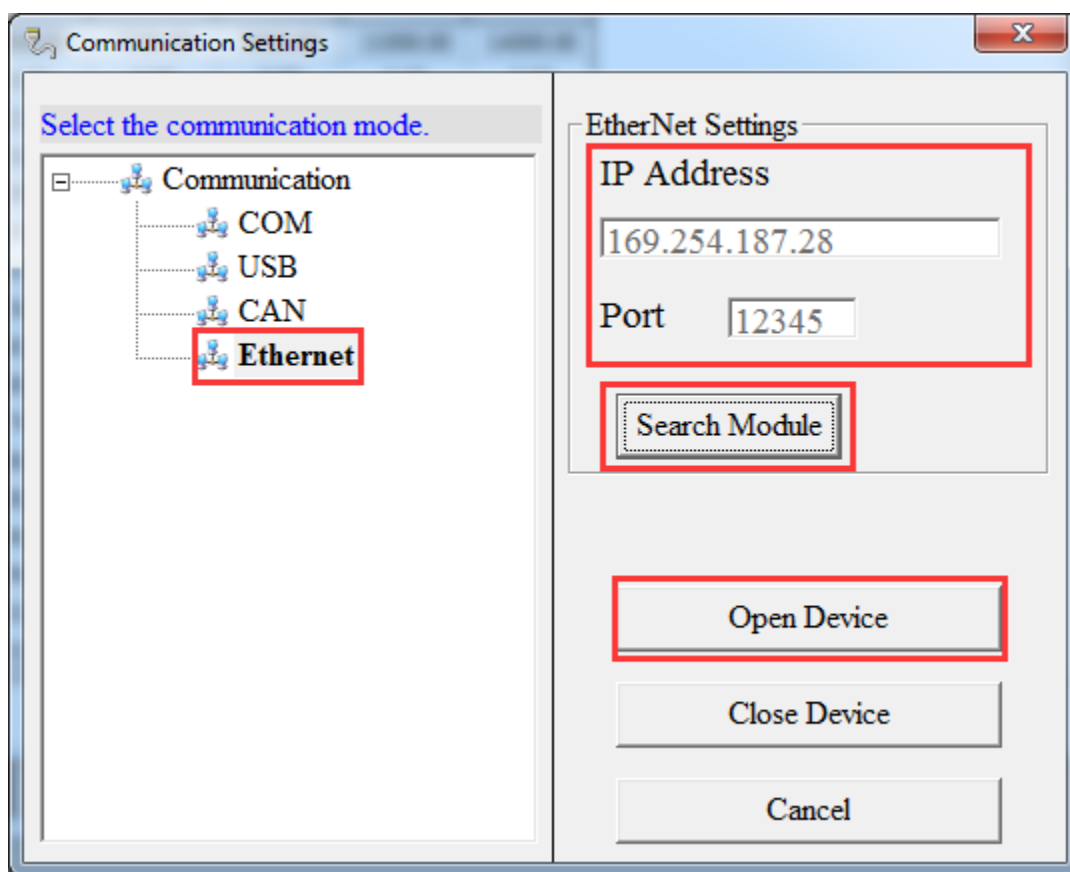 Communication Settings
Select the communication mode.
Communication
COM
USB
CAN
Ethernet
EtherNet Settings
IP Address
169.254.187.28
Port 12345
Search Module
Open Device
Close Device
Cancel